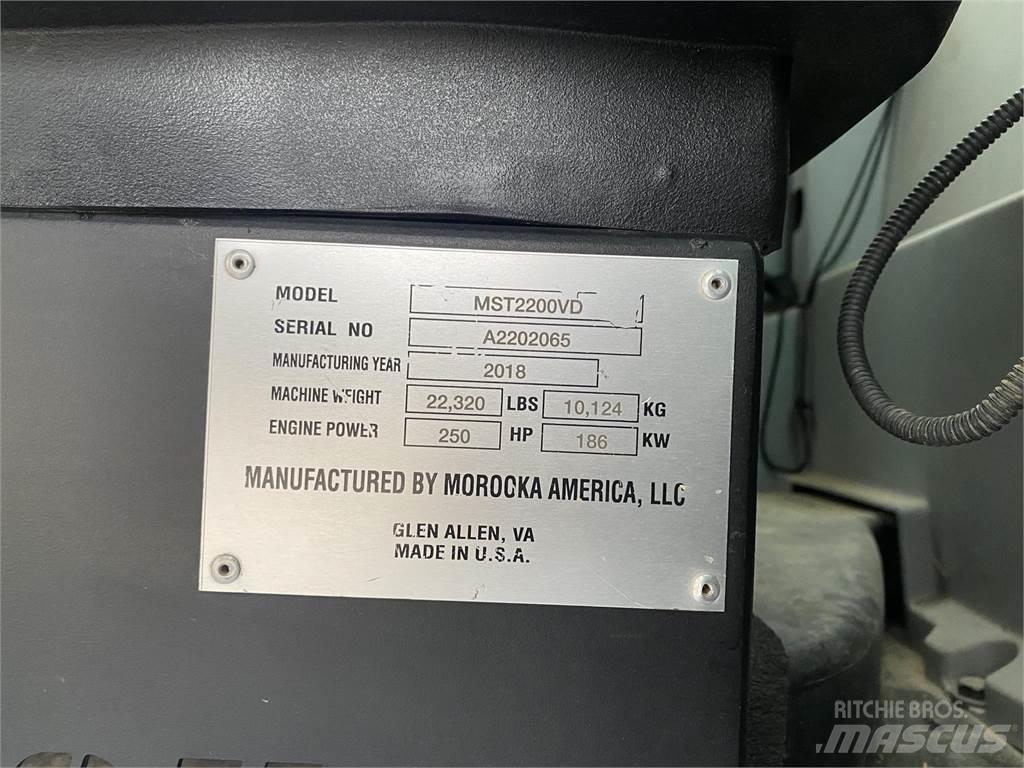 MODEL MST2200VD
SERIAL NO A2202065
MANUFACTURING YEAR 2018
MACHINE WEIGHT 22,320 LBS 10,124 KG
ENGINE POWER 250 HP 186 KW
MANUFACTURED BY MOROOKA AMERICA, LLC
GLEN ALLEN, VA
MADE IN U.S.A.
RITCHIE BROS.
MASCUS